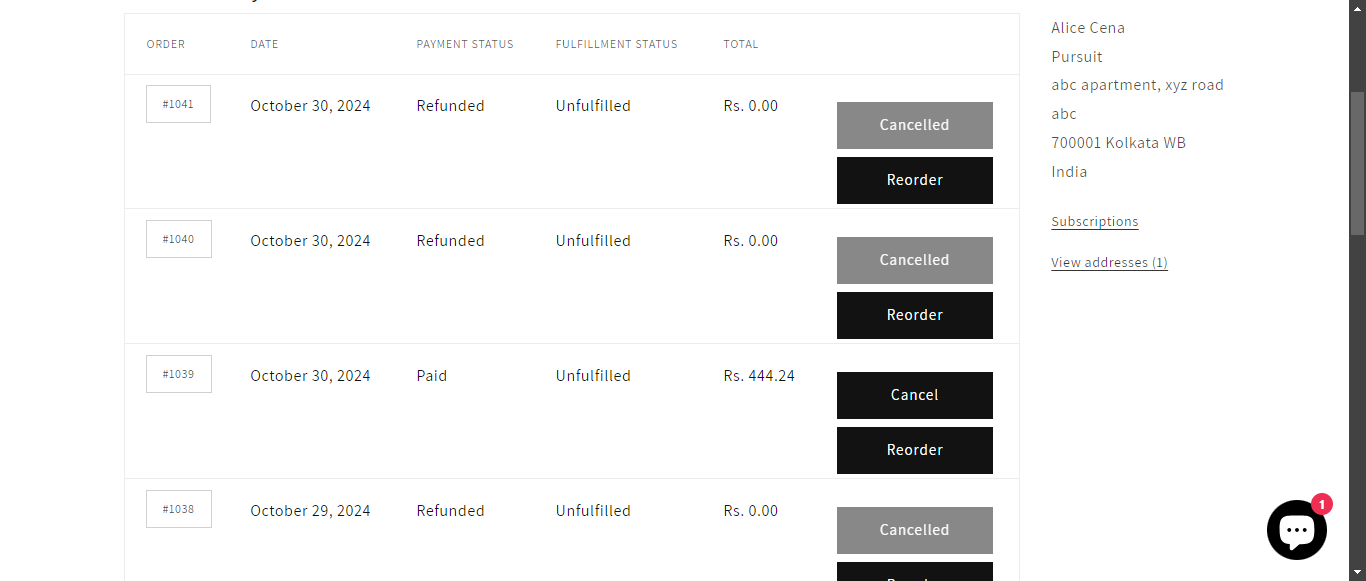 ORDER DATE PAYMENT STATUS FULFILLMENT STATUS TOTAL
#1041 October 30, 2024 Refunded Unfulfilled Rs. 0.00
Cancelled
Reorder
#1040 October 30, 2024 Refunded Unfulfilled Rs. 0.00
Cancelled
Reorder
#1039 October 30, 2024 Paid Unfulfilled Rs. 444.24
Cancel
Reorder
#1038 October 29, 2024 Refunded Unfulfilled Rs. 0.00
Cancelled
Alice Cena
Pursuit
abc apartment, xyz road
abc
700001 Kolkata WB
India
Subscriptions
View addresses (1)
1